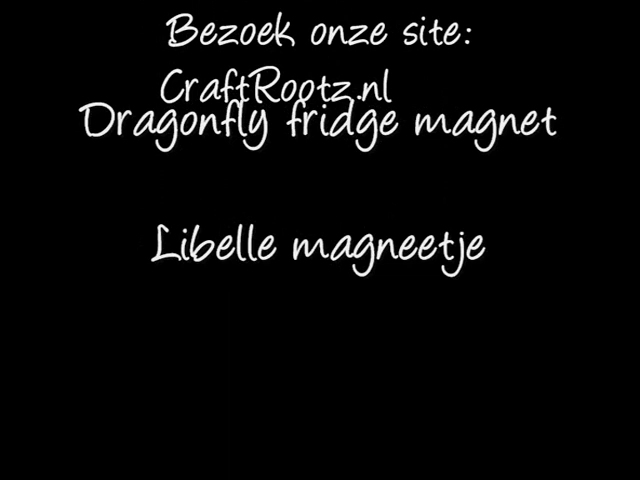 Bezoek onze site:
CraftRootz.nl
Dragonfly fridge magnet
Libelle magneetje